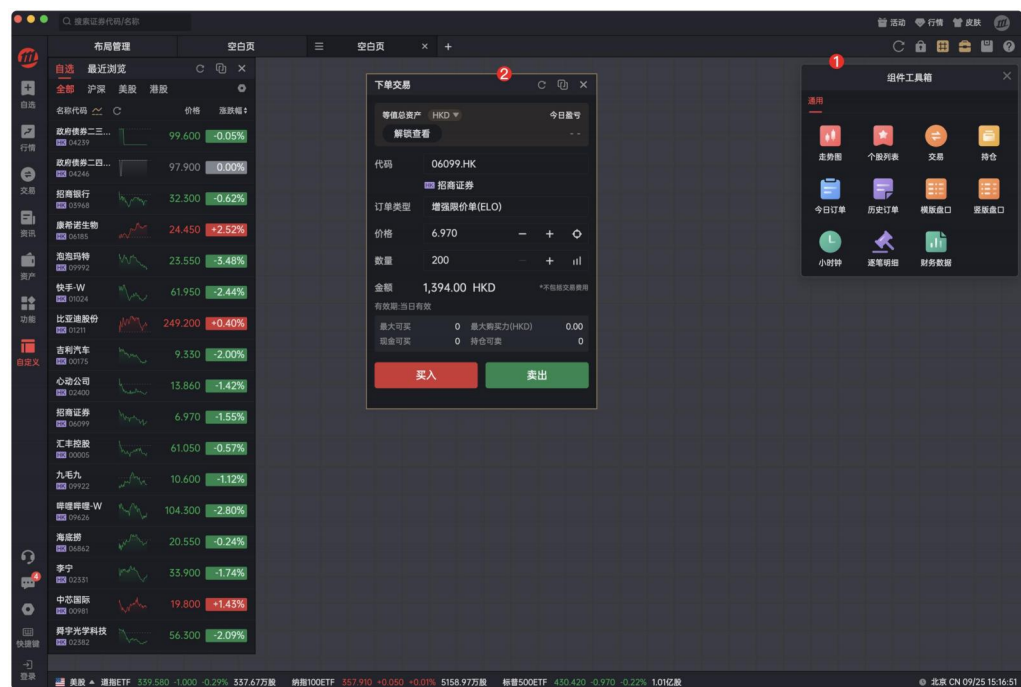 搜索证券代码/名称
活动 行情 皮肤
布局管理 空白页 空白页 × +
自选 最近浏览
全部 沪深 美股 港股
名称代码 价格 涨跌幅
政府债券二三... 99.600 -0.05%
HK 04239
政府债券二四... 97.900 0.00%
HK 04246
招商银行 32.300 -0.62%
HK 03968
康希诺生物 24.450 +2.52%
HK 06185
泡泡玛特 23.550 -3.48%
HK 09992
快手-W 61.950 -2.44%
HK 01024
比亚迪股份 249.200 +0.40%
HK 01211
吉利汽车 9.330 -2.00%
HK 00175
心动公司 13.860 -1.42%
HK 02400
招商证券 6.970 -1.55%
HK 06099
汇丰控股 61.050 -0.57%
HK 00005
九毛九 10.600 -1.12%
HK 09922
哔哩哔哩-W 104.300 -2.80%
HK 09626
海底捞 20.550 -0.24%
HK 06862
李宁 33.900 -1.74%
HK 02331
中芯国际 19.800 +1.43%
HK 00981
舜宇光学科技 56.300 -2.09%
HK 02382
自选
行情
交易
资讯
资产
功能
自定义
4
快捷键
登录
2
下单交易
等值总资产 HKD 今日盈亏
解锁查看 - -
代码 06099.HK
HK 招商证券
订单类型 增强限价单(ELO)
价格 6.970 − +
数量 200 − +
金额 1,394.00 HKD *不包括交易费用
有效期:当日有效
最大可买 0 最大购买力(HKD) 0.00
现金可买 0 持仓可卖 0
买入 卖出
1
组件工具箱
通用
走势图 个股列表 交易 持仓
今日订单 历史订单 横版盘口 竖版盘口
小时钟 逐笔明细 财务数据
美股 道指ETF 339.580 -1.000 -0.29% 337.67万股 纳指100ETF 357.910 +0.050 +0.01% 5158.97万股 标普500ETF 430.420 -0.970 -0.22% 1.01亿股 北京 CN 09/25 15:16:51